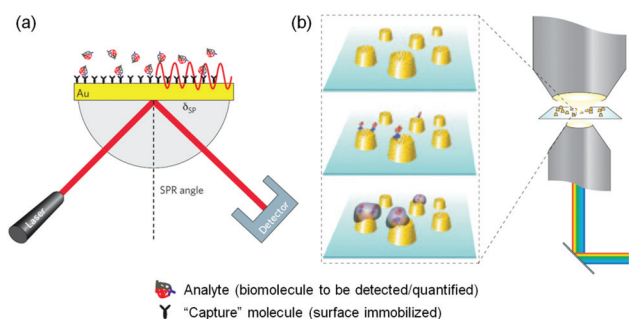 (a)
(b)
Au
δSP
SPR angle
Laser
Detector
Analyte (biomolecule to be detected/quantified)
"Capture" molecule (surface immobilized)